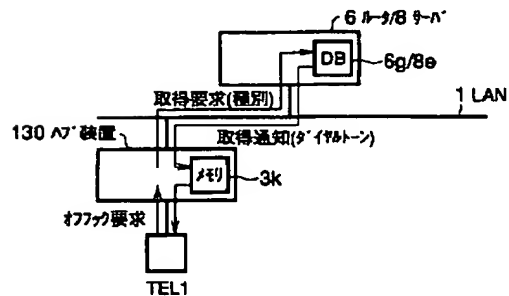 6 ルータ/8 サーバ
DB
6g/8e
取得要求(種別)
1 LAN
130 ハブ装置
取得通知(ダイヤルトーン)
メモリ
3k
オフフック要求
TEL1